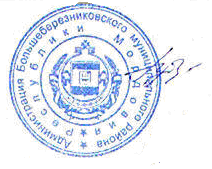 Администрация Большеберезниковского муниципального района
Республики Мордовия